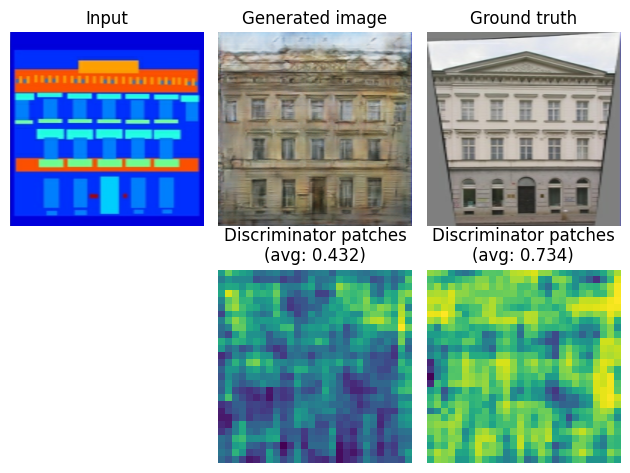 Input
Generated image
Ground truth
Discriminator patches
(avg: 0.432)
Discriminator patches
(avg: 0.734)